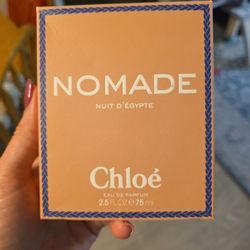 NOMADE
NUIT D'ÉGYPTE
Chloé
EAU DE PARFUM
2.5 FL.OZ ℮ 75 ml